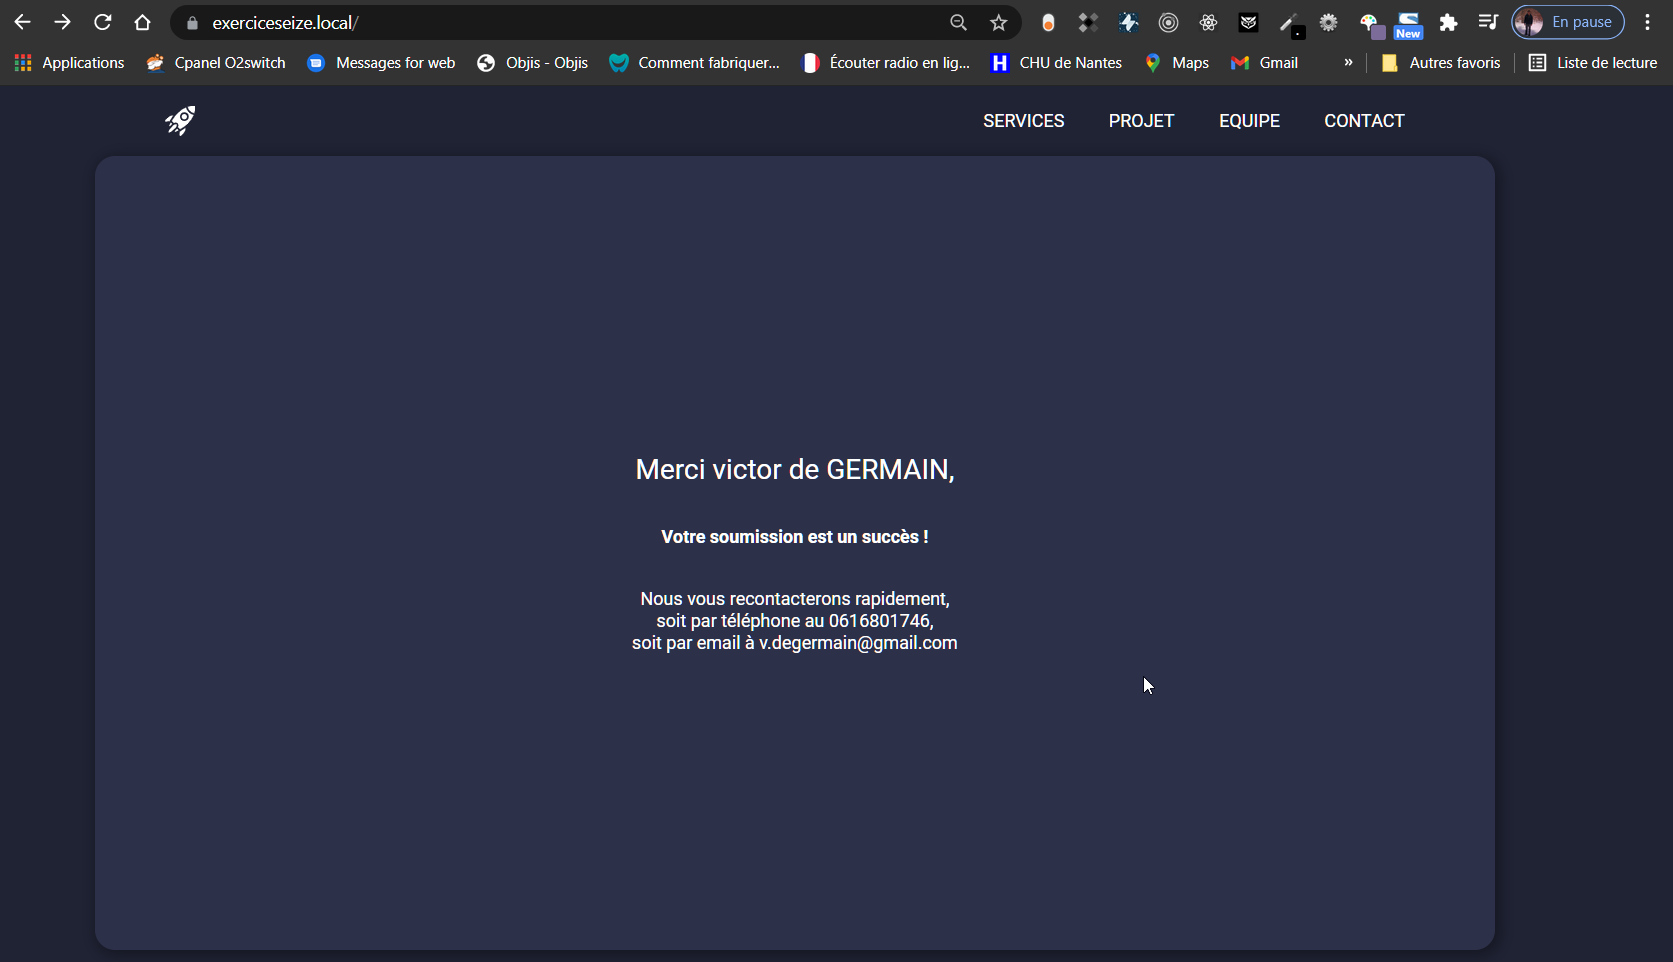 exerciceseize.local/
En pause
New
Applications
Cpanel O2switch
Messages for web
Objis - Objis
Comment fabriquer...
Écouter radio en lig...
H
CHU de Nantes
Maps
Gmail
»
Autres favoris
Liste de lecture
SERVICES
PROJET
EQUIPE
CONTACT
Merci victor de GERMAIN,
Votre soumission est un succès !
Nous vous recontacterons rapidement,
soit par téléphone au 0616801746,
soit par email à v.degermain@gmail.com